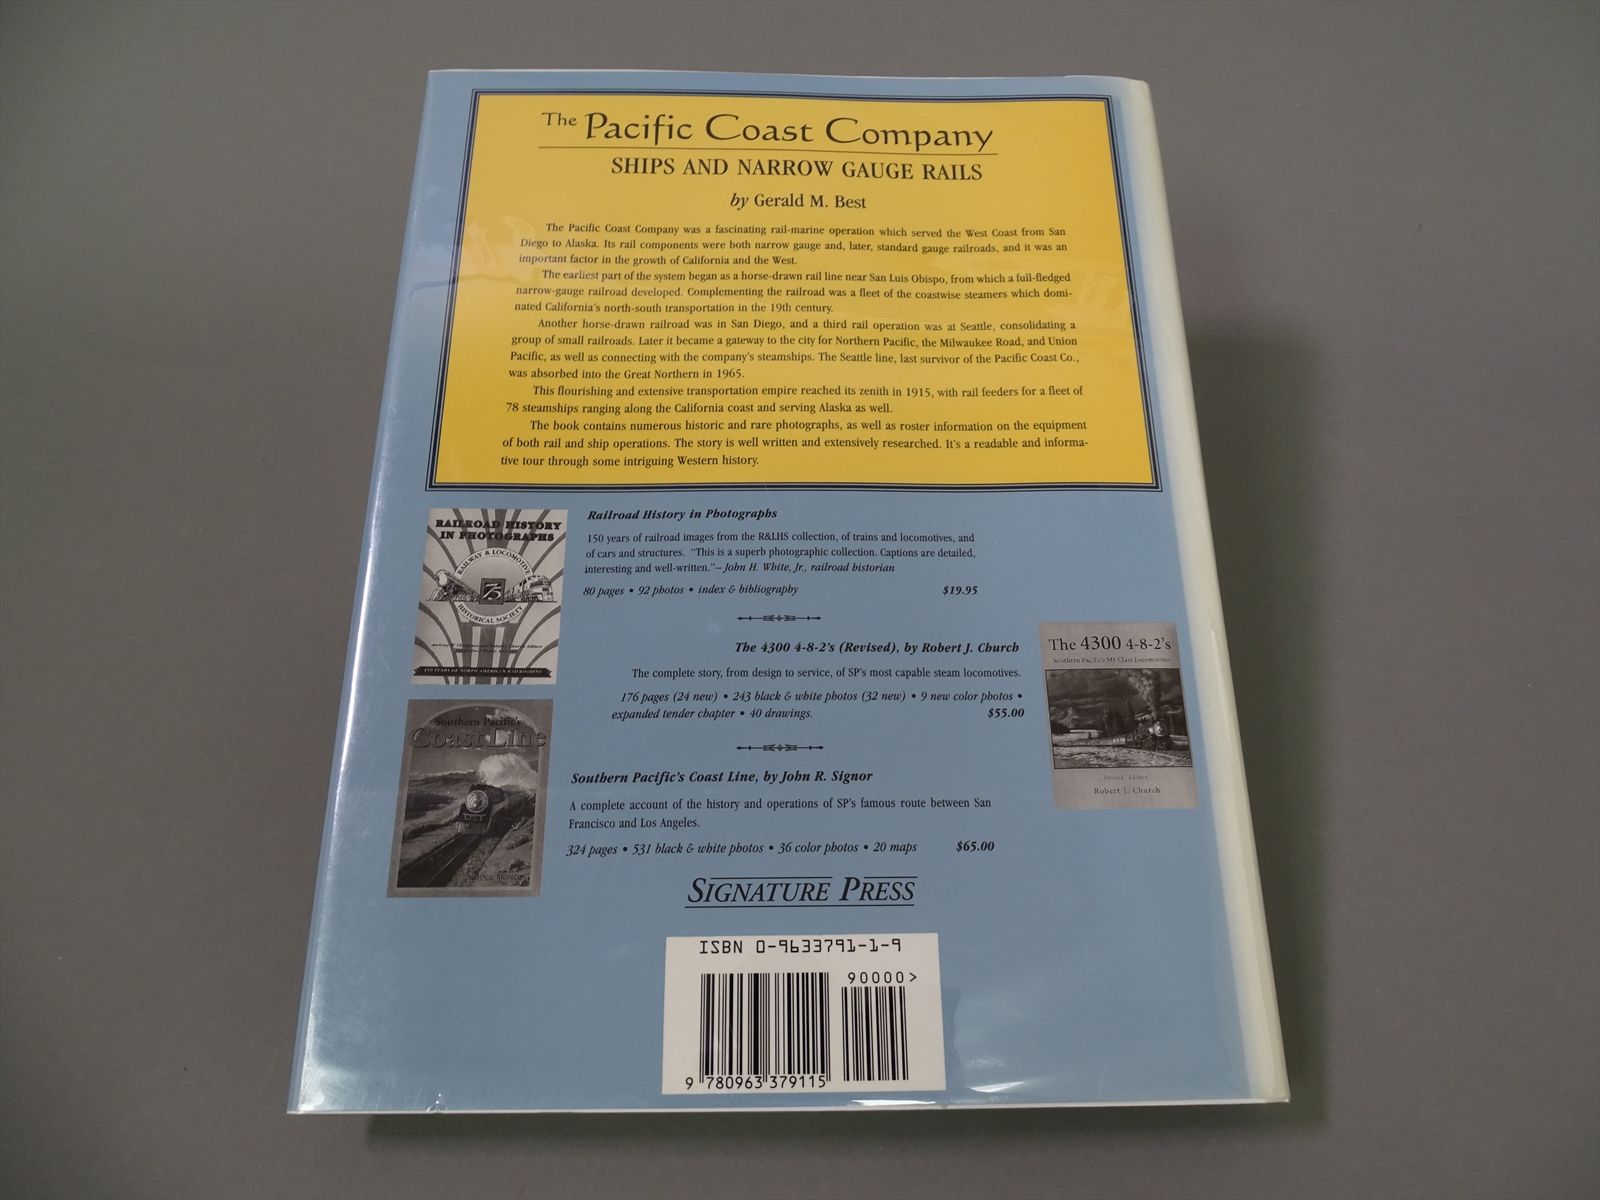 The Pacific Coast Company
SHIPS AND NARROW GAUGE RAILS
by Gerald M. Best
The Pacific Coast Company was a fascinating rail-marine operation which served the West Coast from San
Diego to Alaska. Its rail components were both narrow gauge and, later, standard gauge railroads, and it was an
important factor in the growth of California and the West.
The earliest part of the system began as a horse-drawn rail line near San Luis Obispo, from which a full-fledged
narrow-gauge railroad developed. Complementing the railroad was a fleet of the coastwise steamers which domi-
nated California's north-south transportation in the 19th century.
Another horse-drawn railroad was in San Diego, and a third rail operation was at Seattle, consolidating a
group of small railroads. Later it became a gateway to the city for Northern Pacific, the Milwaukee Road, and Union
Pacific, as well as connecting with the company's steamships. The Seattle line, last survivor of the Pacific Coast Co.,
was absorbed into the Great Northern in 1965.
This flourishing and extensive transportation empire reached its zenith in 1915, with rail feeders for a fleet of
78 steamships ranging along the California coast and serving Alaska as well.
The book contains numerous historic and rare photographs, as well as roster information on the equipment
of both rail and ship operations. The story is well written and extensively researched. It's a readable and informa-
tive tour through some intriguing Western history.
RAILROAD HISTORY
IN PHOTOGRAPHS
RAILWAY & LOCOMOTIVE
75
HISTORICAL SOCIETY
150 YEARS OF NORTH AMERICAN RAILROADING
Railroad History in Photographs
150 years of railroad images from the R&LHS collection, of trains and locomotives, and
of cars and structures. "This is a superb photographic collection. Captions are detailed,
interesting and well-written."–John H. White, Jr., railroad historian
80 pages • 92 photos • index & bibliography $19.95
The 4300 4-8-2's (Revised), by Robert J. Church
The complete story, from design to service, of SP's most capable steam locomotives.
176 pages (24 new) • 243 black & white photos (32 new) • 9 new color photos •
expanded tender chapter • 40 drawings. $55.00
The 4300 4-8-2's
Southern Pacific's Mt Class Locomotives
Revised Edition
Robert J. Church
Southern Pacific's
Coast Line
JOHN R. SIGNOR
Southern Pacific's Coast Line, by John R. Signor
A complete account of the history and operations of SP's famous route between San
Francisco and Los Angeles.
324 pages • 531 black & white photos • 36 color photos • 20 maps $65.00
SIGNATURE PRESS
ISBN 0-9633791-1-9
90000>
9 780963 379115